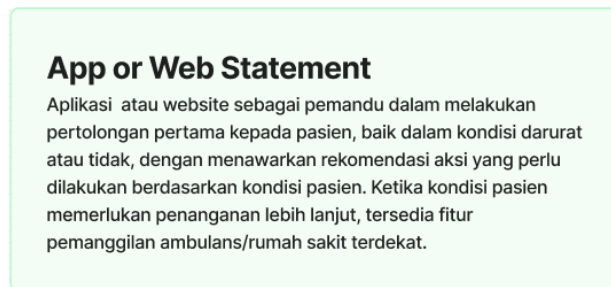 App or Web Statement
Aplikasi  atau website sebagai pemandu dalam melakukan
pertolongan pertama kepada pasien, baik dalam kondisi darurat
atau tidak, dengan menawarkan rekomendasi aksi yang perlu
dilakukan berdasarkan kondisi pasien. Ketika kondisi pasien
memerlukan penanganan lebih lanjut, tersedia fitur
pemanggilan ambulans/rumah sakit terdekat.